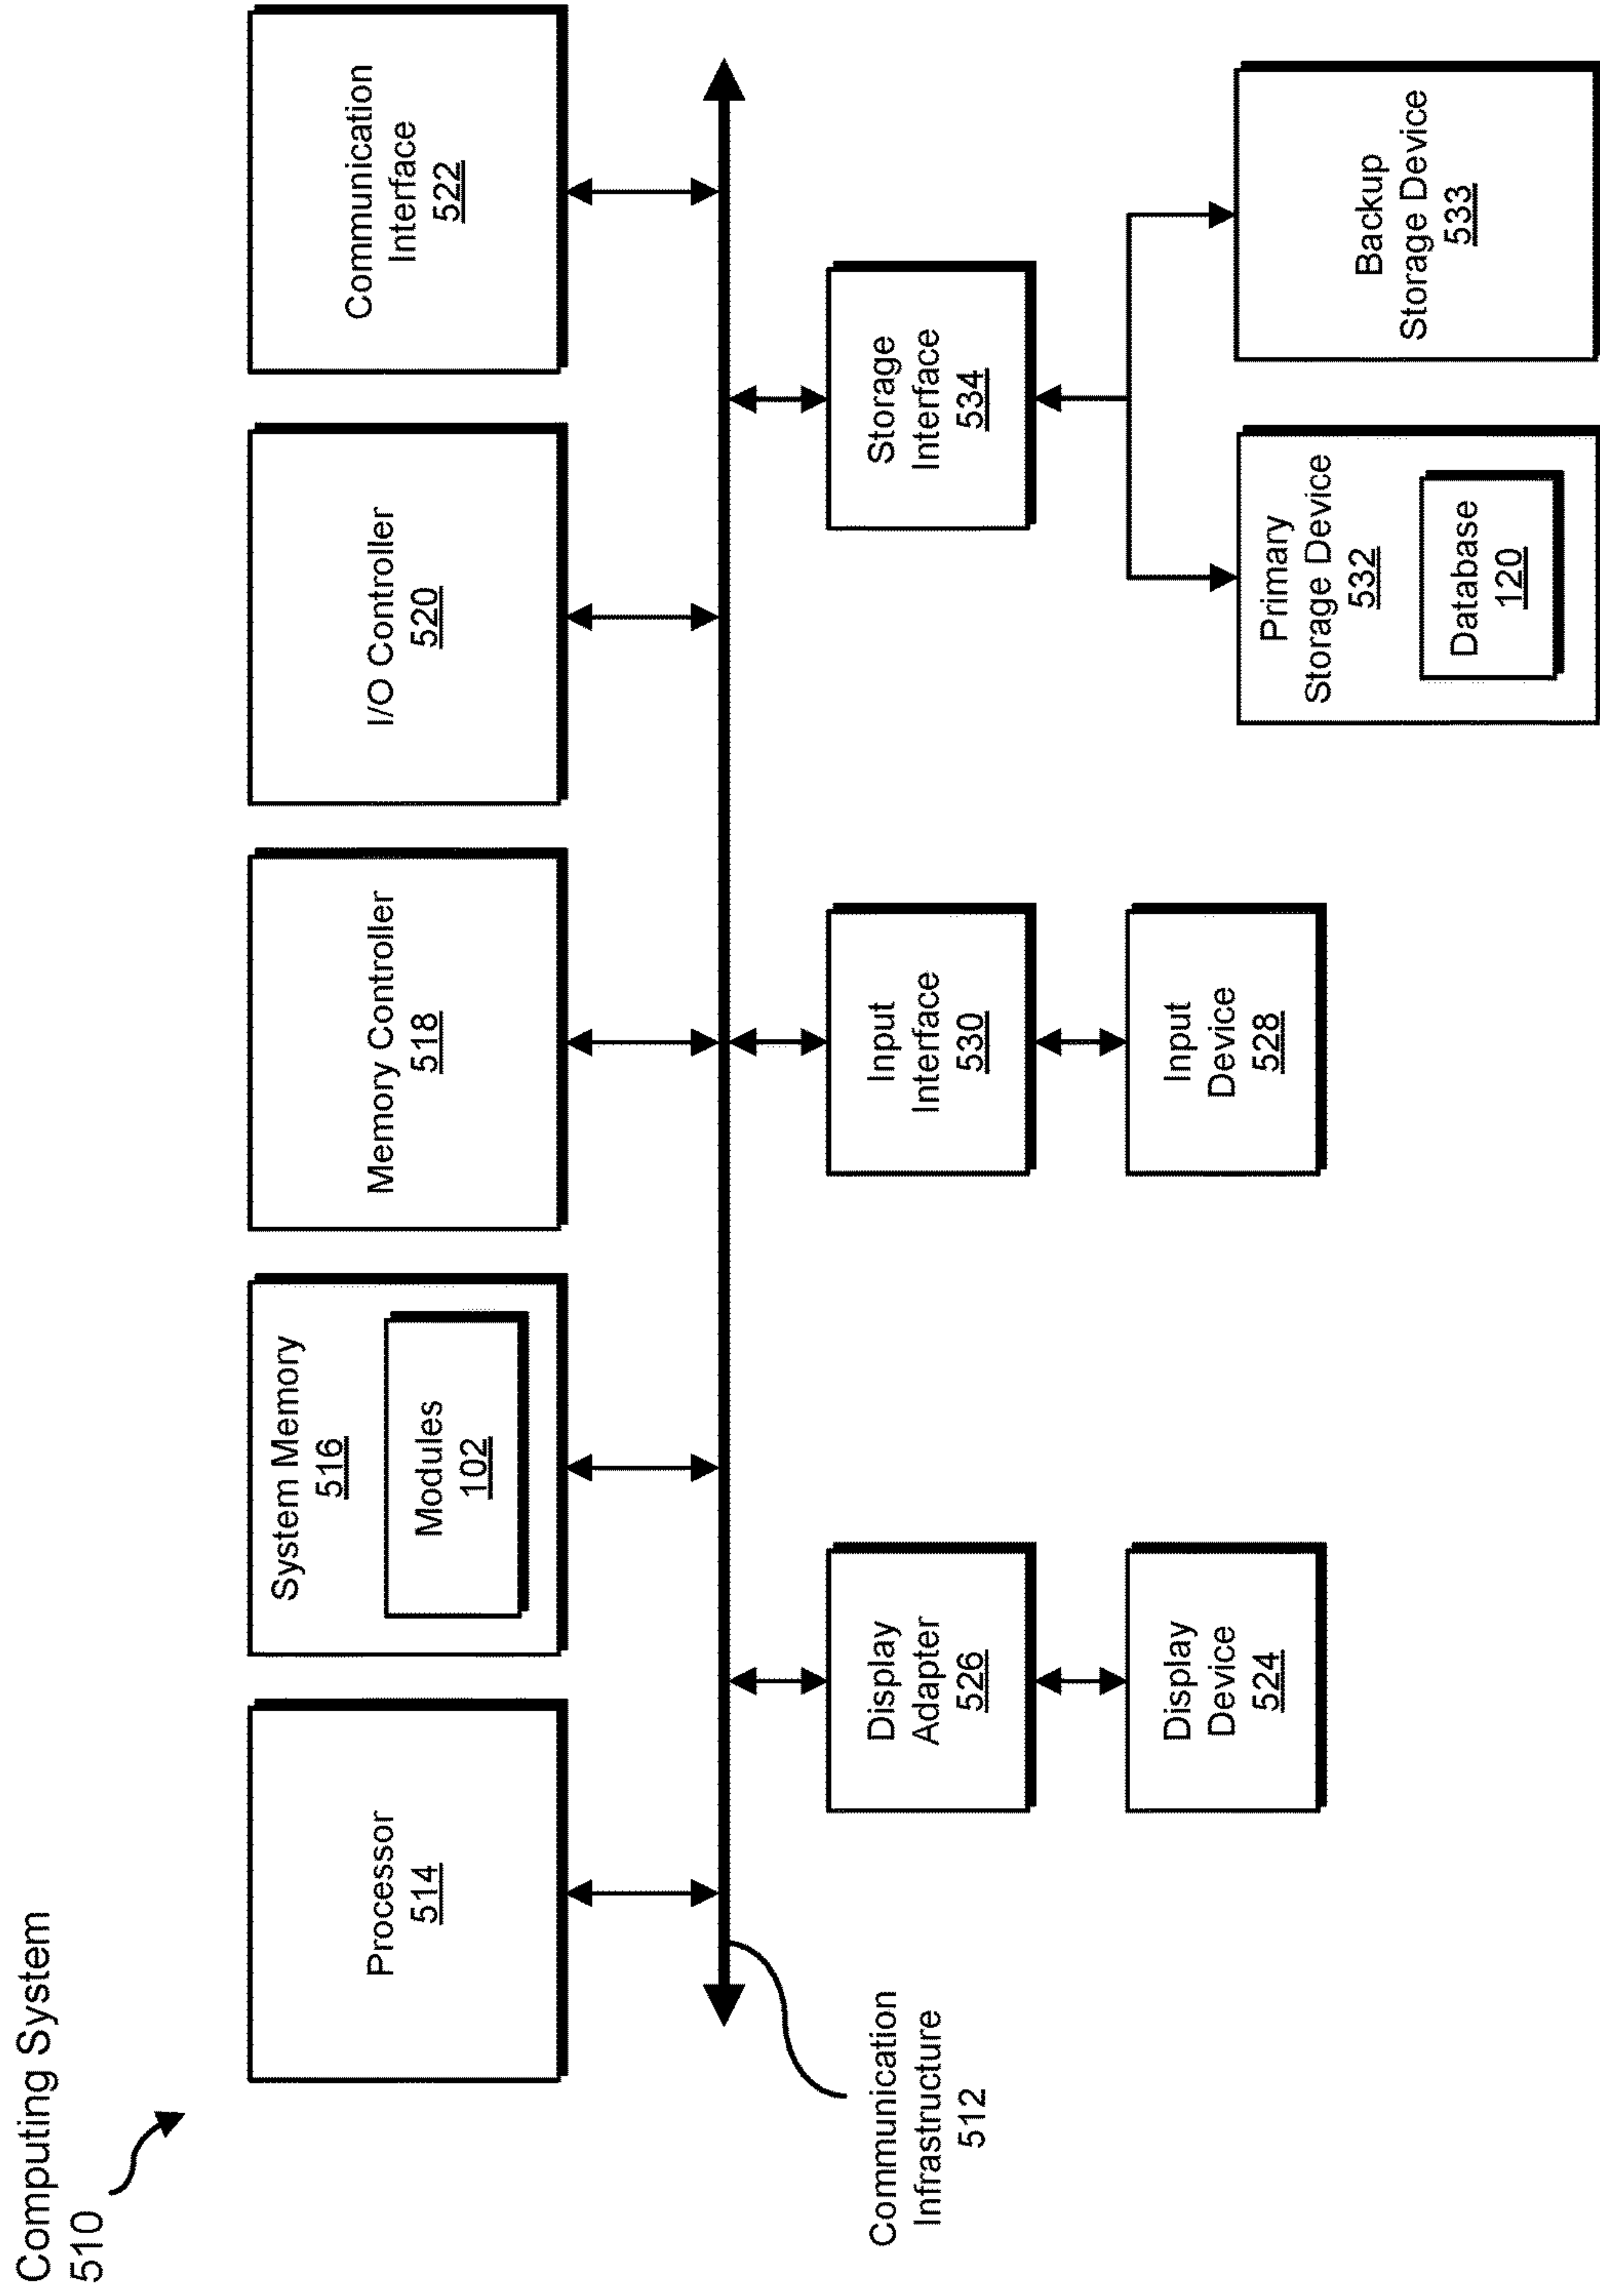 Computing System
510
Processor
514
System Memory
516
Modules
102
Memory Controller
518
I/O Controller
520
Communication
Interface
522
Communication
Infrastructure
512
Display
Adapter
526
Input
Interface
530
Storage
Interface
534
Display
Device
524
Input
Device
528
Primary
Storage Device
532
Database
120
Backup
Storage Device
533